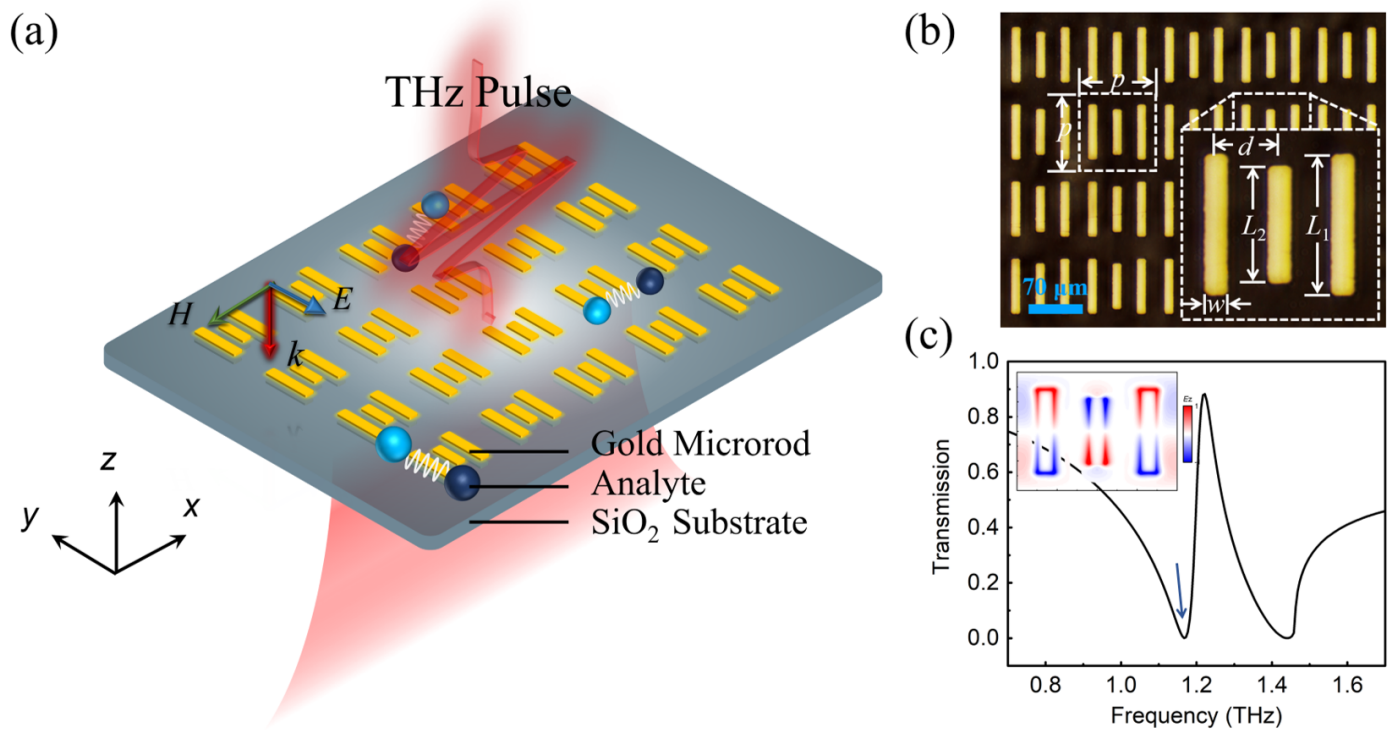 (a)
THz Pulse
H
E
k
Gold Microrod
Analyte
SiO₂ Substrate
z
y
x
(b)
p
p
d
L₂
L₁
w
70 μm
(c)
Transmission
1.0
0.8
0.6
0.4
0.2
0.0
Ez
1
0.8
1.0
1.2
1.4
1.6
Frequency (THz)